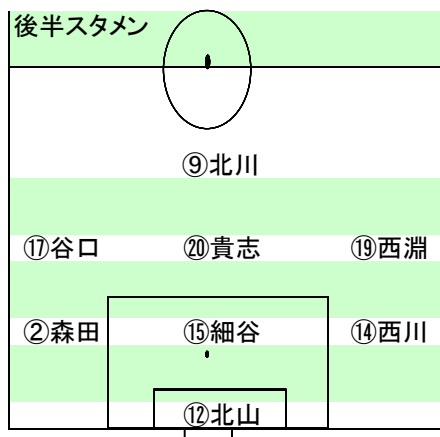 後半スタメン
⑨北川
⑰谷口 ⑳貴志 ⑲西淵
②森田 ⑮細谷 ⑭西川
⑫北山